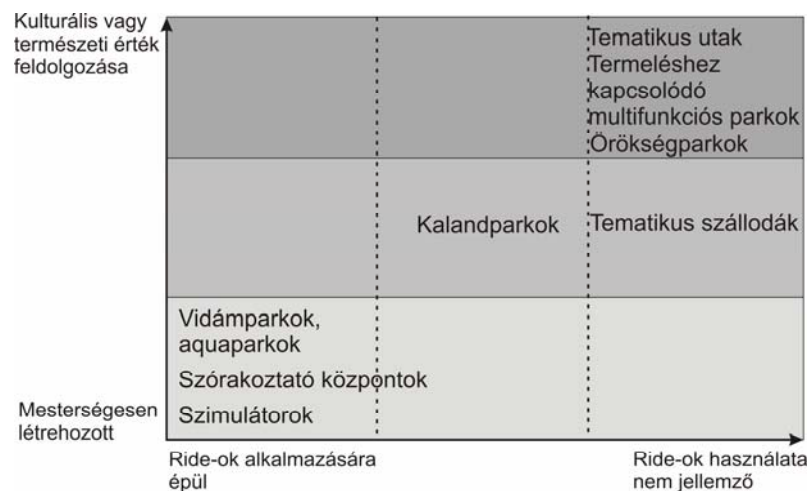 Kulturális vagy
természeti érték
feldolgozása
Tematikus utak
Termeléshez
kapcsolódó
multifunkciós parkok
Örökségparkok
Kalandparkok
Tematikus szállodák
Vidámparkok,
aquaparkok
Szórakoztató központok
Szimulátorok
Mesterségesen
létrehozott
Ride-ok alkalmazására
épül
Ride-ok használata
nem jellemző